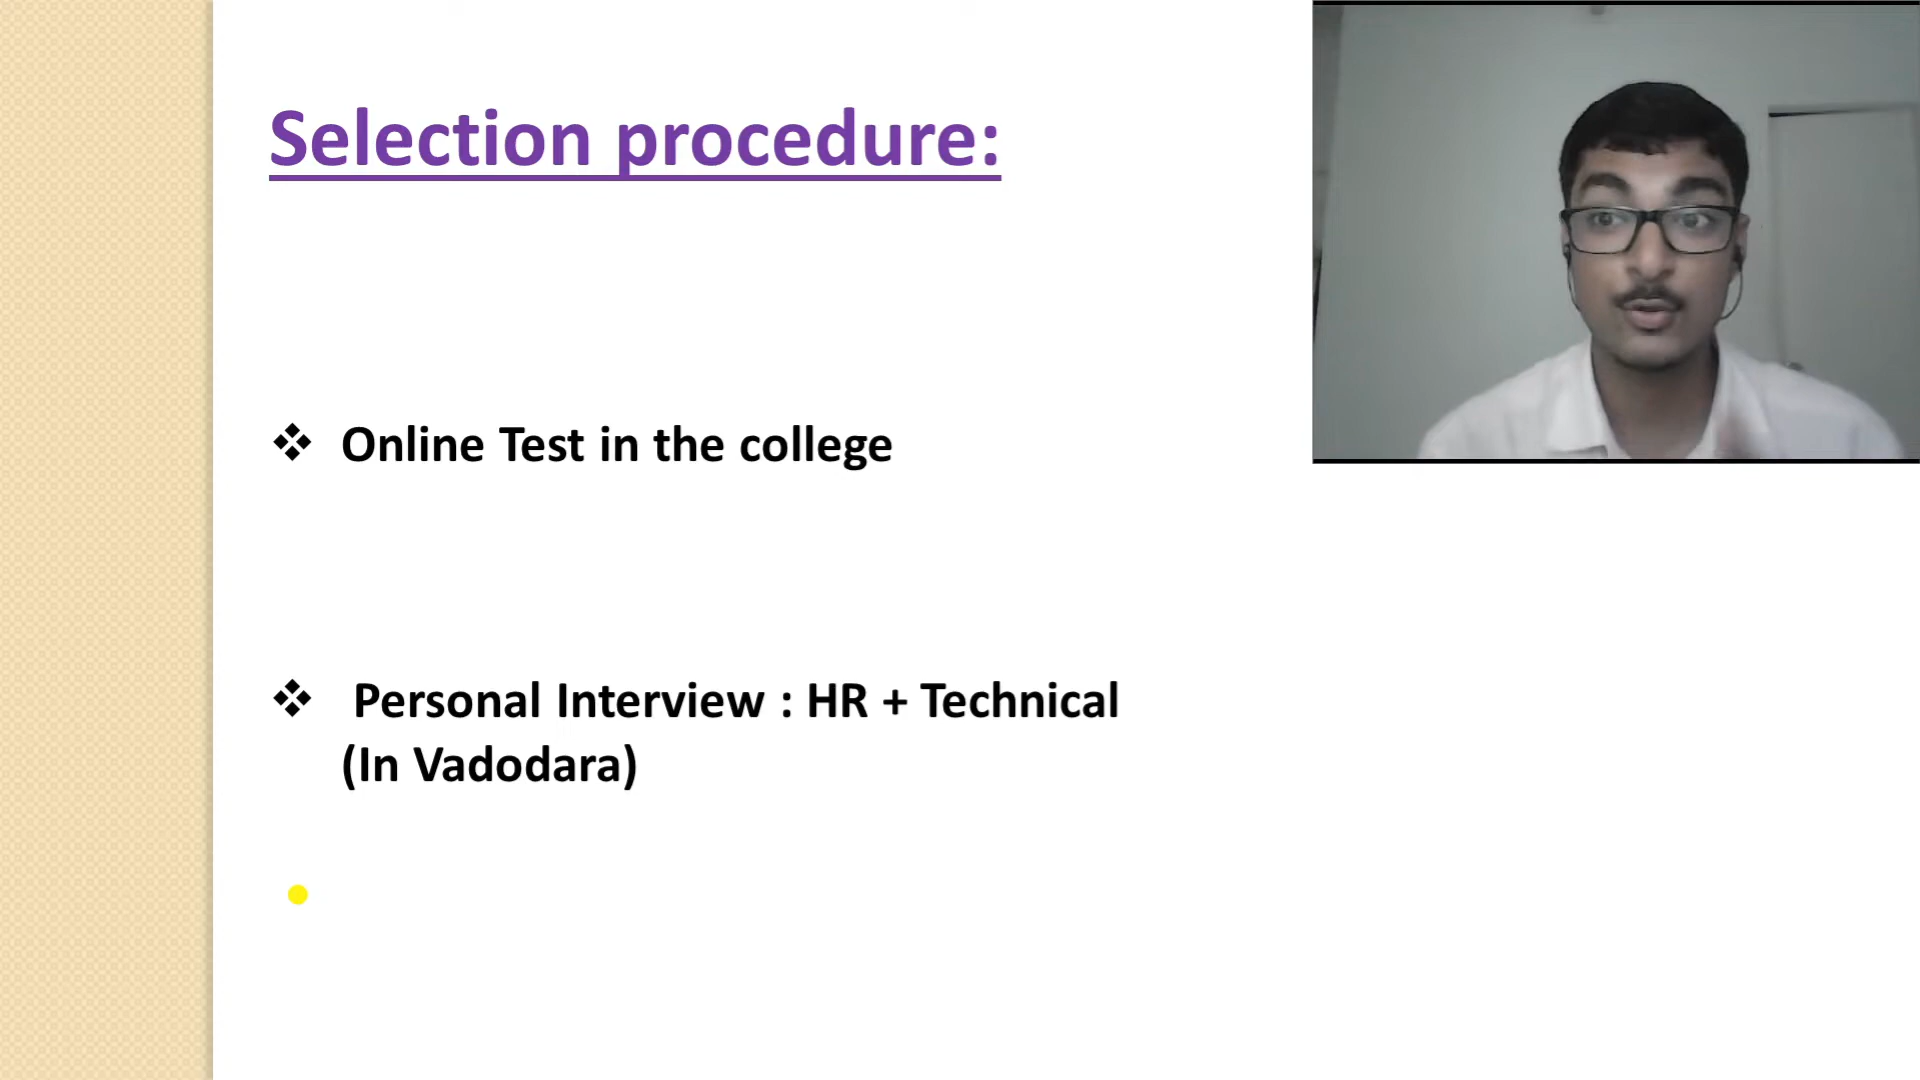 Selection procedure:
❖ Online Test in the college
❖ Personal Interview : HR + Technical
(In Vadodara)